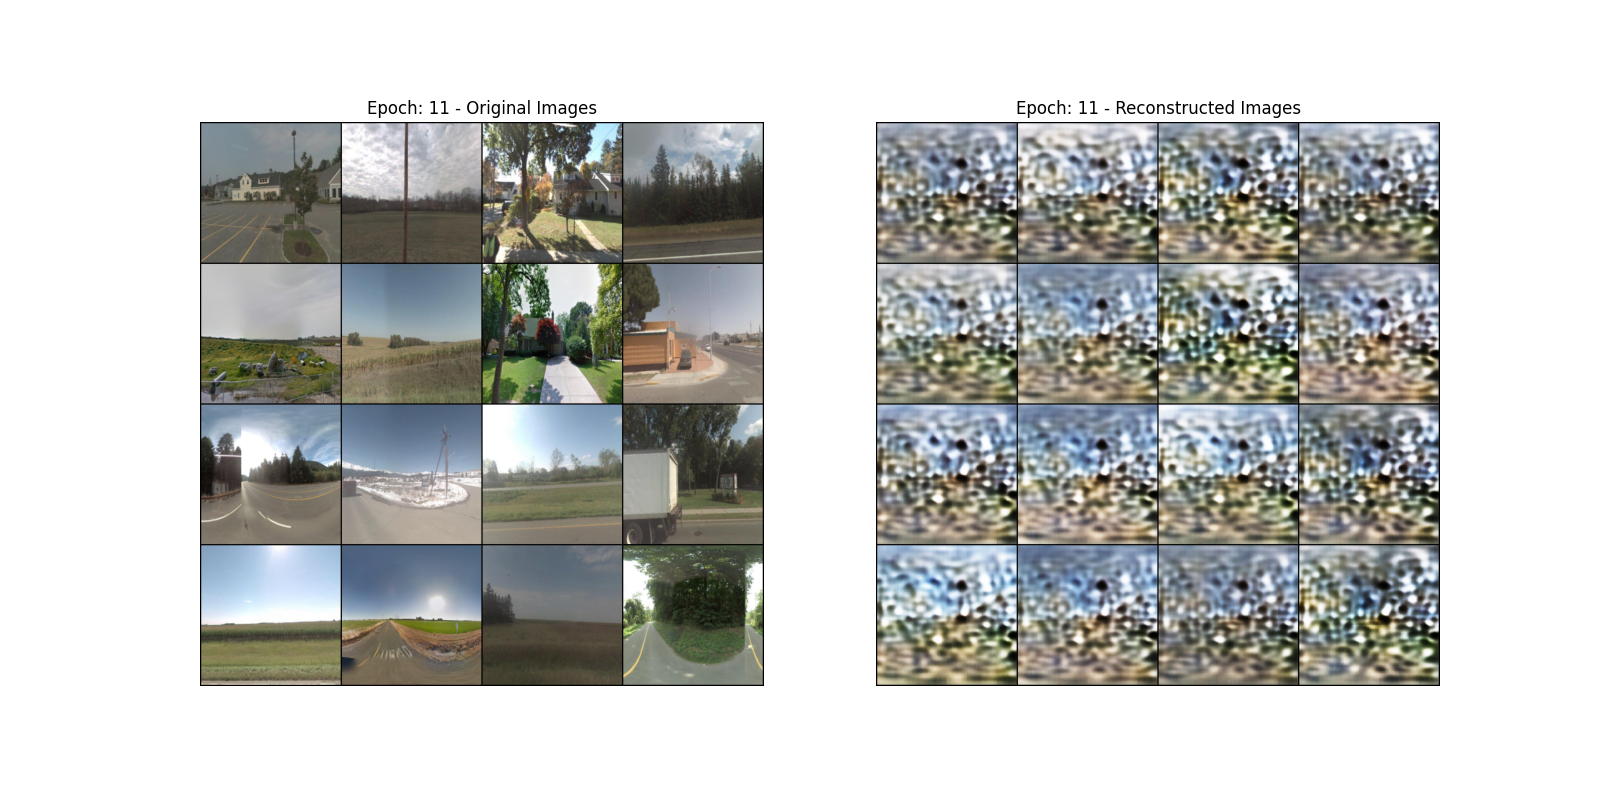 Epoch: 11 - Original Images
Epoch: 11 - Reconstructed Images